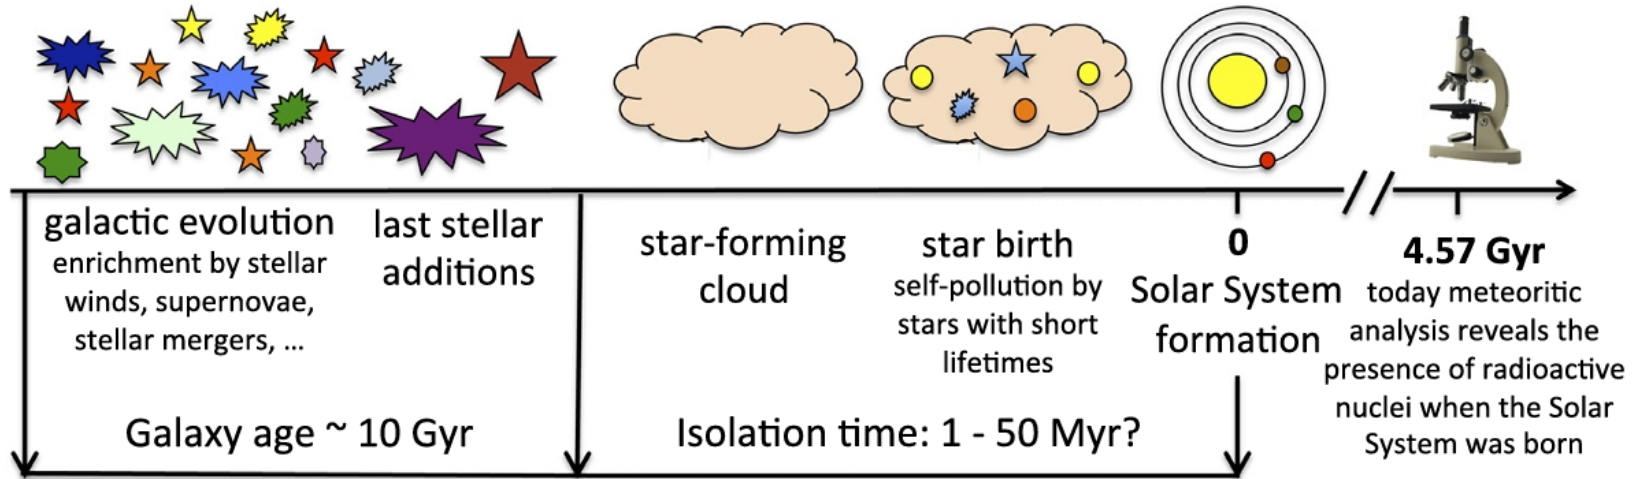 galactic evolution
enrichment by stellar
winds, supernovae,
stellar mergers, ...
last stellar
additions
star-forming
cloud
star birth
self-pollution by
stars with short
lifetimes
0
Solar System
formation
4.57 Gyr
today meteoritic
analysis reveals the
presence of radioactive
nuclei when the Solar
System was born
Galaxy age ~ 10 Gyr
Isolation time: 1 - 50 Myr?